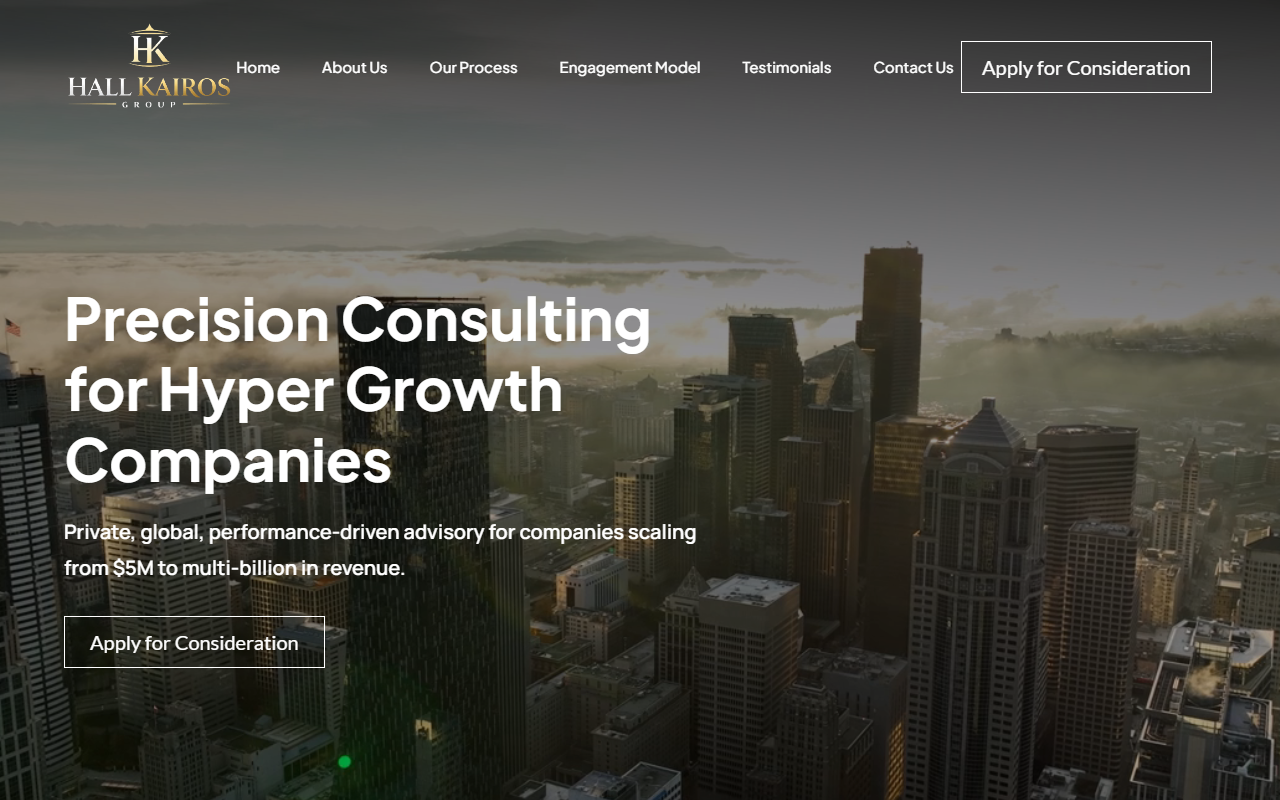 HK
HALL KAIROS
GROUP
Home
About Us
Our Process
Engagement Model
Testimonials
Contact Us
Apply for Consideration
Precision Consulting
for Hyper Growth
Companies
Private, global, performance-driven advisory for companies scaling
from $5M to multi-billion in revenue.
Apply for Consideration